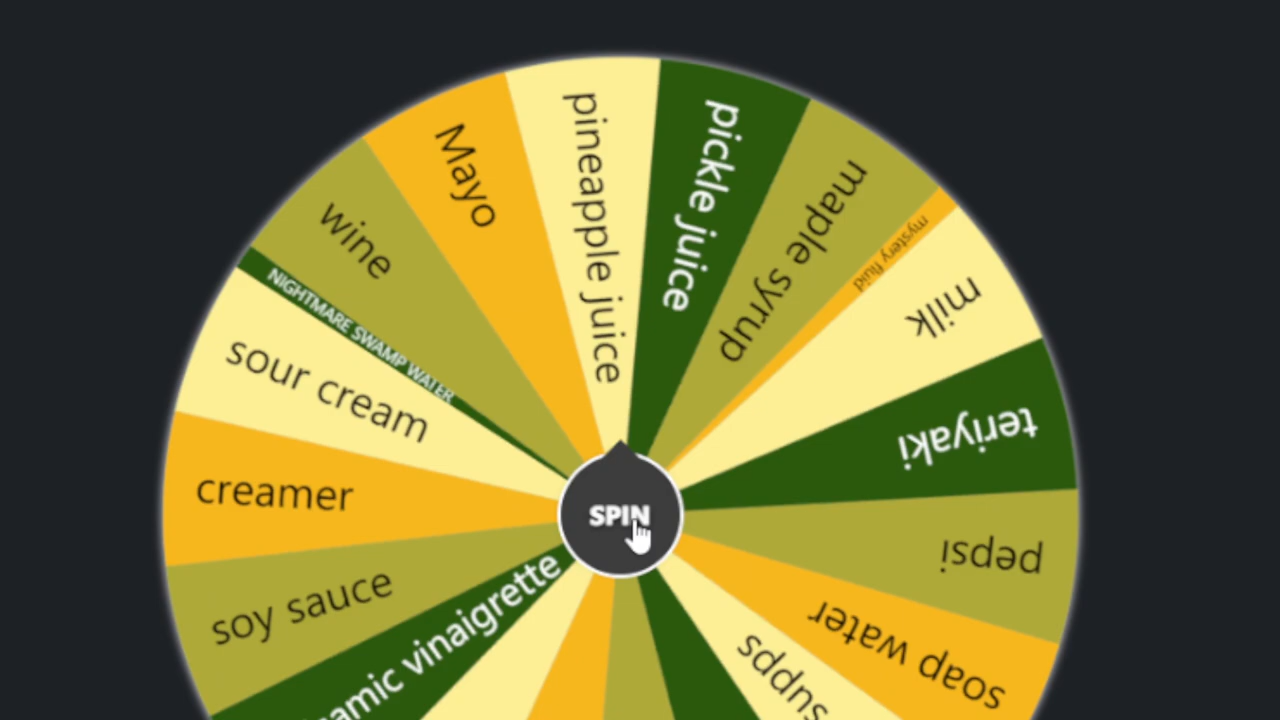 pineapple juice
pickle juice
maple syrup
mystery fluid
milk
teriyaki
pepsi
soap water
suds
SPIN
namic vinaigrette
soy sauce
creamer
sour cream
NIGHTMARE SWAMP WATER
wine
Mayo